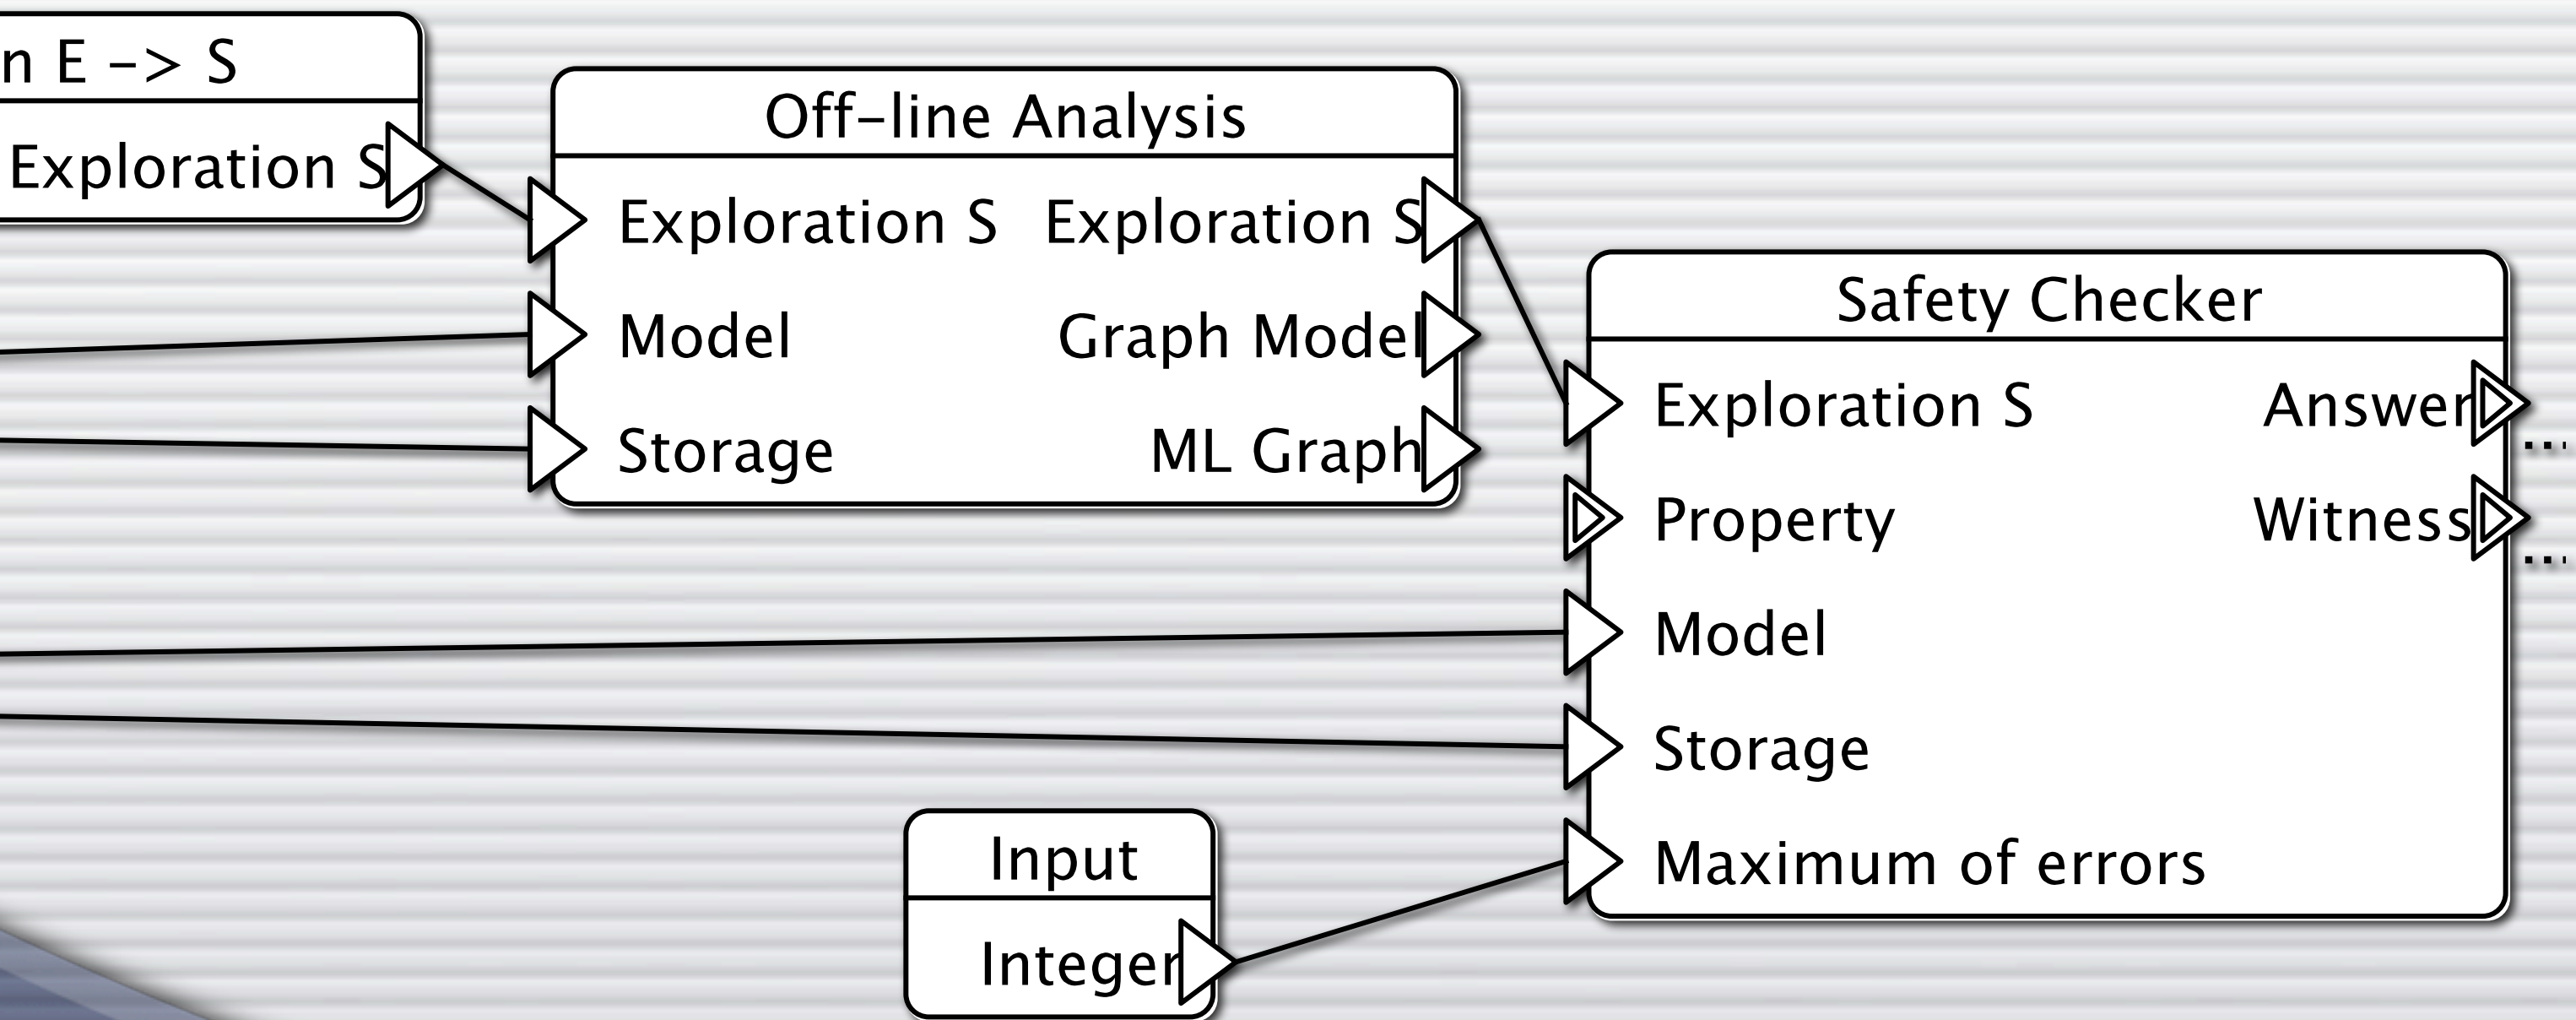 n E -> S
Exploration S
Off-line Analysis
Exploration S Exploration S
Model Graph Model
Storage ML Graph
Safety Checker
Exploration S Answer
...
Property Witness
...
Model
Storage
Maximum of errors
Input
Integer